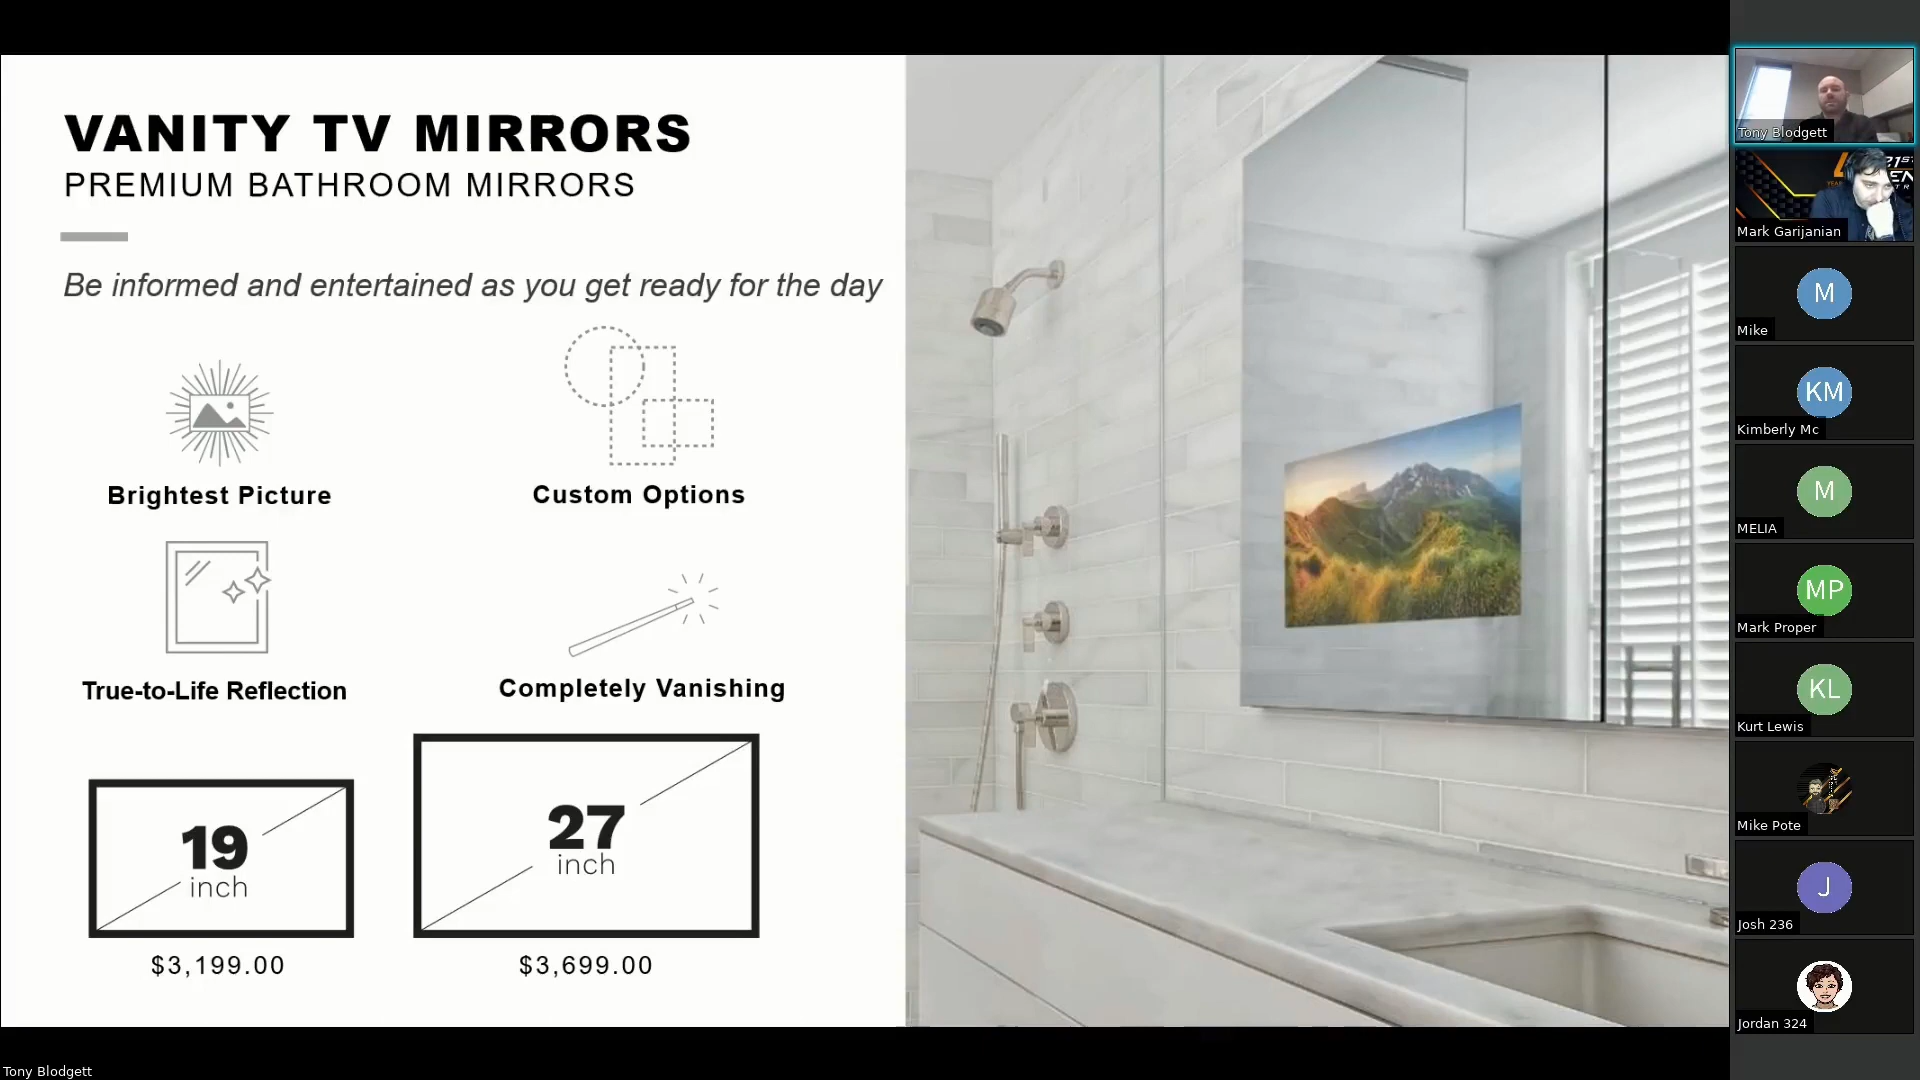 VANITY TV MIRRORS
PREMIUM BATHROOM MIRRORS
Be informed and entertained as you get ready for the day
Brightest Picture
Custom Options
True-to-Life Reflection
Completely Vanishing
19
inch
27
inch
$3,199.00
$3,699.00
Tony Blodgett
Tony Blodgett
Mark Garijanian
M
Mike
KM
Kimberly Mc
M
MELIA
MP
Mark Proper
KL
Kurt Lewis
Mike Pote
J
Josh 236
Jordan 324